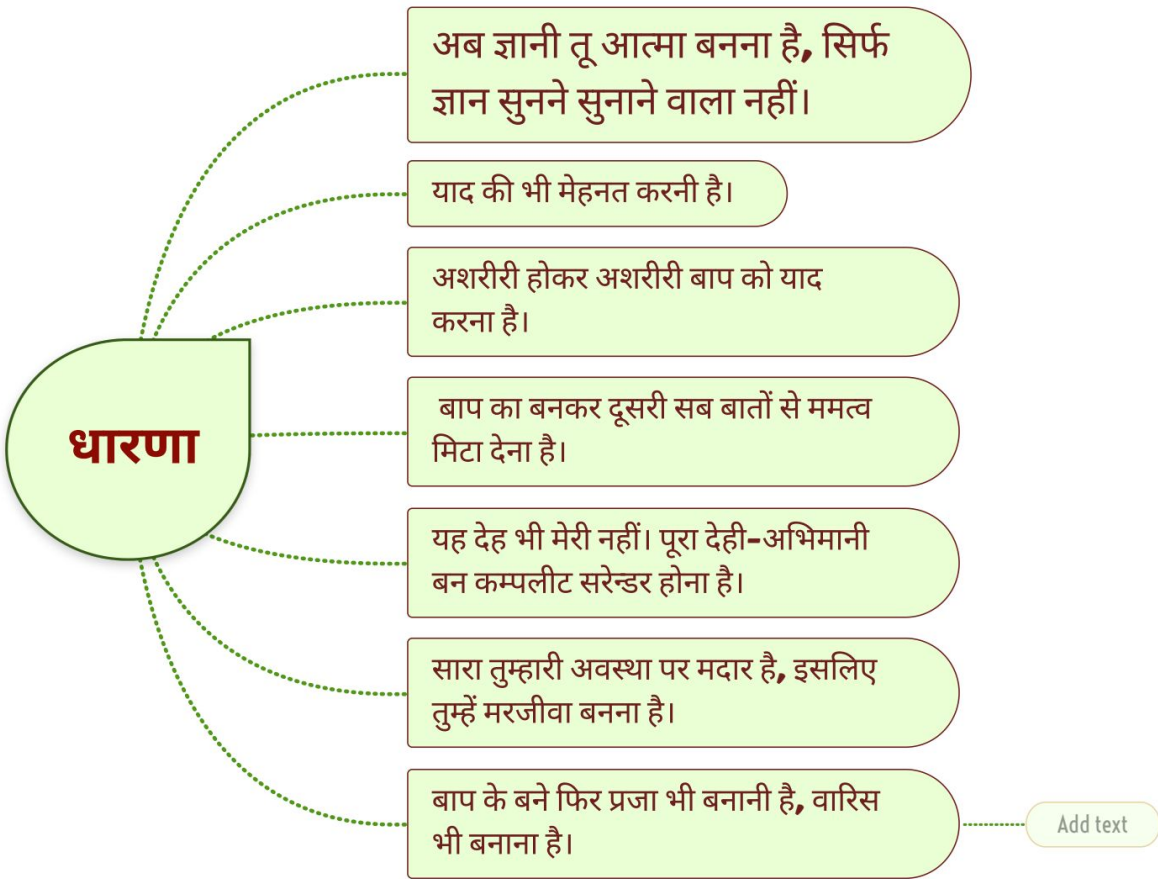 अब ज्ञानी तू आत्मा बनना है, सिर्फ
ज्ञान सुनने सुनाने वाला नहीं।
याद की भी मेहनत करनी है।
अशरीरी होकर अशरीरी बाप को याद
करना है।
बाप का बनकर दूसरी सब बातों से ममत्व
मिटा देना है।
धारणा
यह देह भी मेरी नहीं। पूरा देही-अभिमानी
बन कम्पलीट सरेन्डर होना है।
सारा तुम्हारी अवस्था पर मदार है, इसलिए
तुम्हें मरजीवा बनना है।
बाप के बने फिर प्रजा भी बनानी है, वारिस
भी बनाना है।
Add text